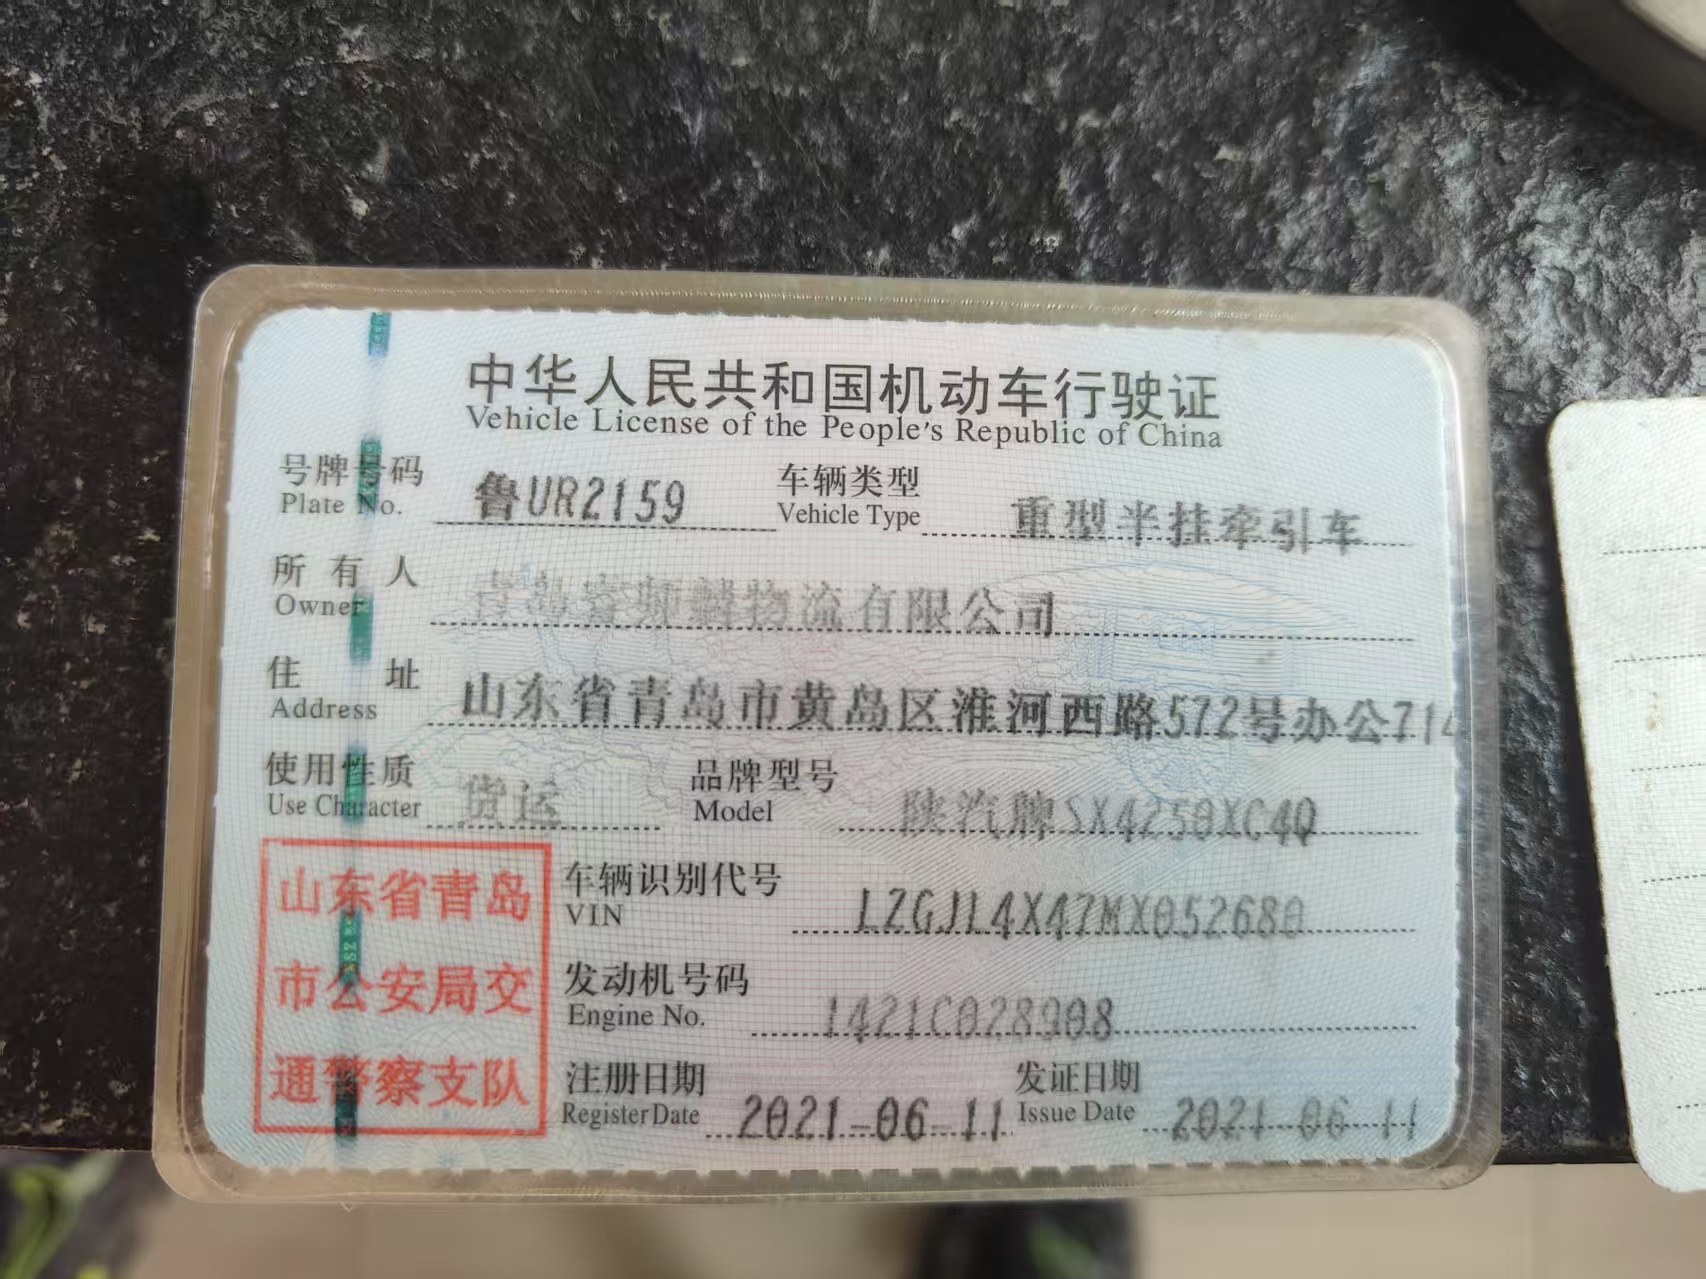 中华人民共和国机动车行驶证
Vehicle License of the People's Republic of China
号牌号码 鲁UR2159 车辆类型 重型半挂牵引车
Plate No. Vehicle Type
所有人 青岛 物流有限公司
Owner
住址 山东省青岛市黄岛区淮河西路572号办公714
Address
使用性质 货运 品牌型号 陕汽牌SX4250XC4Q
Use Character Model
车辆识别代号 LZGJL4X47MX052680
VIN
发动机号码 1421C028908
Engine No.
注册日期 2021-06-11 发证日期 2021-06-11
Register Date Issue Date
山东省青岛
市公安局交
通警察支队